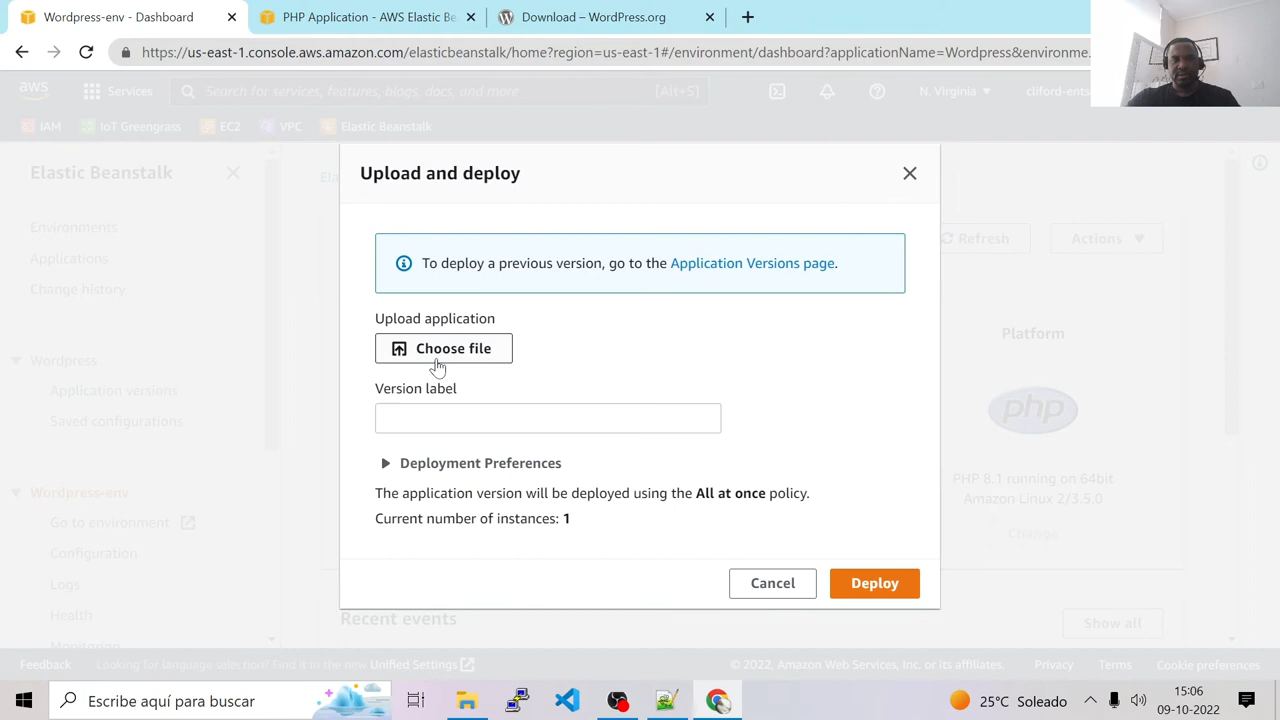 Wordpress-env - Dashboard
PHP Application - AWS Elastic Be
Download – WordPress.org
https://us-east-1.console.aws.amazon.com/elasticbeanstalk/home?region=us-east-1#/environment/dashboard?applicationName=Wordpress&environme.
aws
Services
Search for services, features, blogs, docs, and more
[Alt+S]
N. Virginia
cliford-ents
IAM
IoT Greengrass
EC2
VPC
Elastic Beanstalk
Elastic Beanstalk
Environments
Applications
Change history
Wordpress
Application versions
Saved configurations
Wordpress-env
Go to environment
Configuration
Logs
Health
Monitoring
Ela
Upload and deploy
To deploy a previous version, go to the Application Versions page.
Upload application
Choose file
Version label
Deployment Preferences
The application version will be deployed using the All at once policy.
Current number of instances: 1
Cancel
Deploy
Refresh
Actions
Platform
php
PHP 8.1 running on 64bit
Amazon Linux 2/3.5.0
Change
Recent events
Show all
Feedback
Looking for language selection? Find it in the new Unified Settings
© 2022, Amazon Web Services, Inc. or its affiliates.
Privacy
Terms
Cookie preferences
Escribe aquí para buscar
25°C Soleado
15:06
09-10-2022